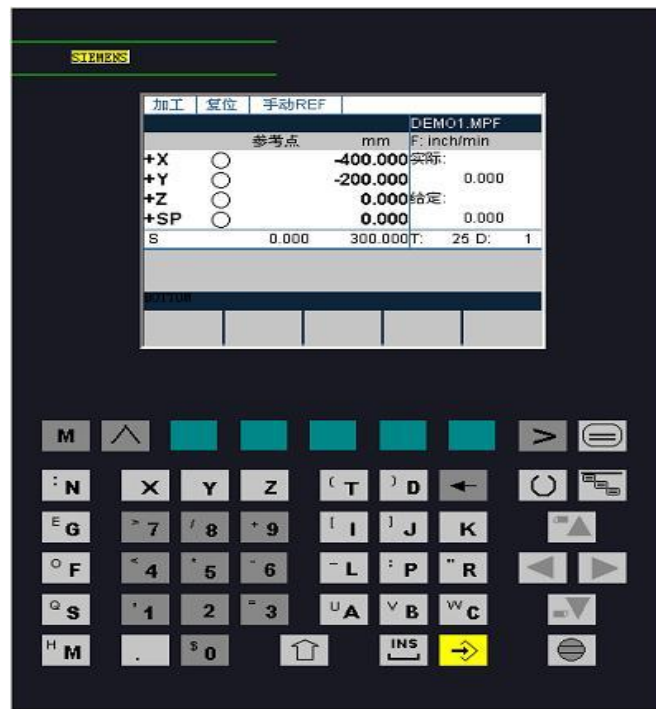 SIEMENS
加工 复位 手动REF
DEMO1.MPF
参考点 mm F: inch/min
+X -400.000 实际:
+Y -200.000 0.000
+Z 0.000 给定:
+SP 0.000 0.000
S 0.000 300.000 T: 25 D: 1
BOTTOM
M >
: N X Y Z ( T ) D
E G > 7 / 8 + 9 [ I ] J K
O F < 4 * 5 - 6 ~ L : P " R
Q S ' 1 2 = 3 U A V B W C
H M . $ 0 INS